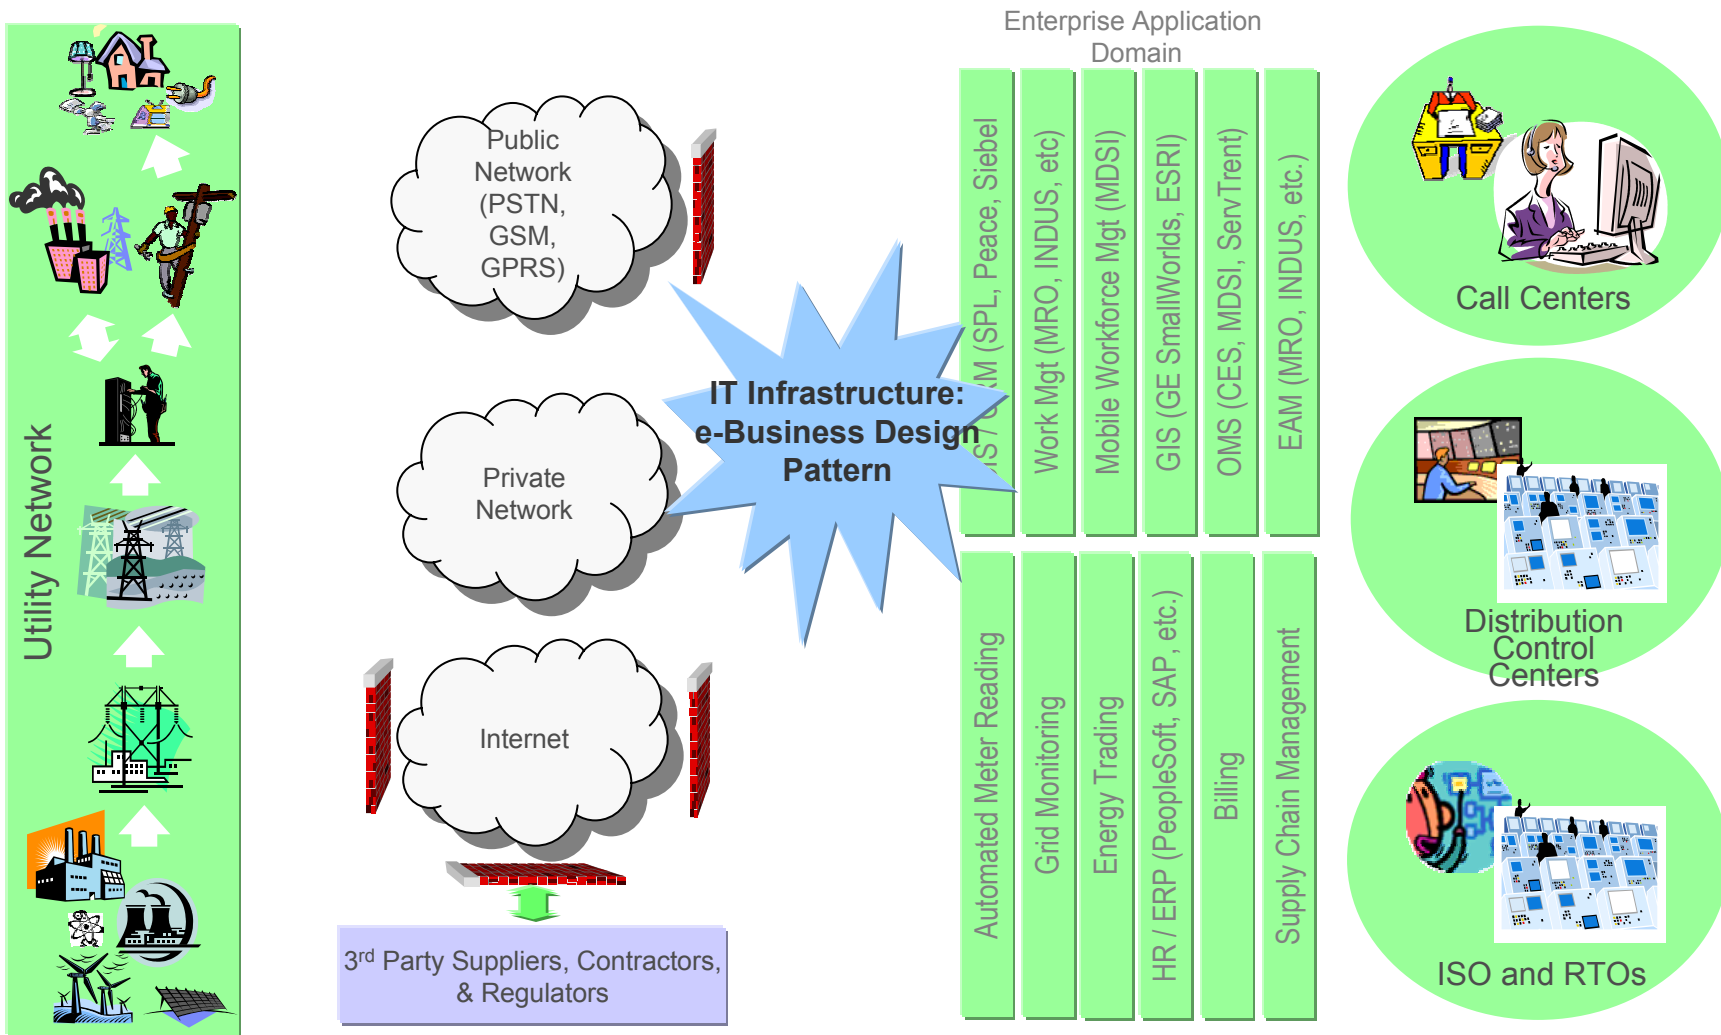 Utility Network
Public
Network
(PSTN,
GSM,
GPRS)
Private
Network
Internet
3rd Party Suppliers, Contractors,
& Regulators
IT Infrastructure:
e-Business Design
Pattern
Enterprise Application
Domain
(SPL, Peace, Siebel
Work Mgt (MRO, INDUS, etc)
Mobile Workforce Mgt (MDSI)
GIS (GE SmallWorlds, ESRI)
OMS (CES, MDSI, ServTrent)
EAM (MRO, INDUS, etc.)
Automated Meter Reading
Grid Monitoring
Energy Trading
HR / ERP (PeopleSoft, SAP, etc.)
Billing
Supply Chain Management
Call Centers
Distribution
Control
Centers
ISO and RTOs